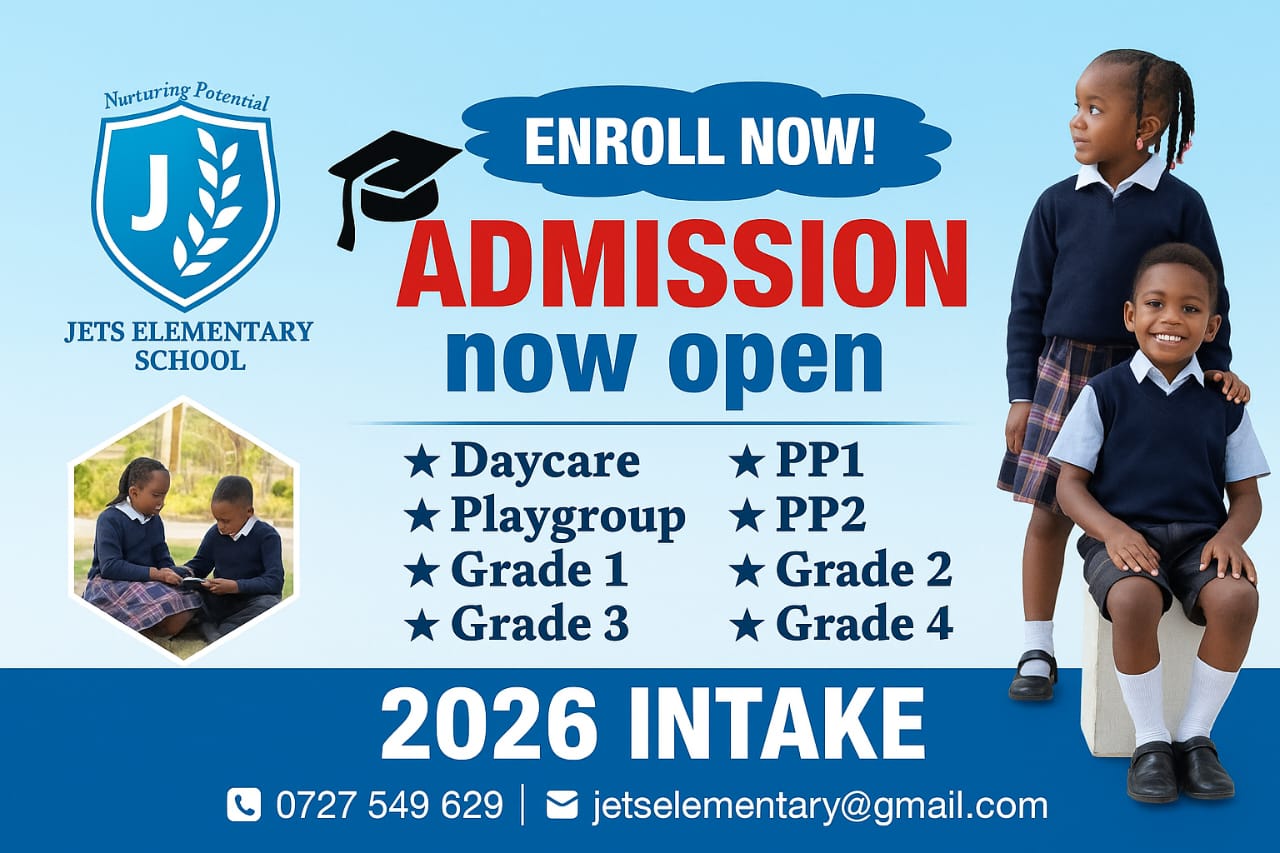 Nurturing Potential
J
JETS ELEMENTARY
SCHOOL
ENROLL NOW!
ADMISSION
now open
★ Daycare
★ PP1
★ Playgroup
★ PP2
★ Grade 1
★ Grade 2
★ Grade 3
★ Grade 4
2026 INTAKE
0727 549 629 | jetselementary@gmail.com